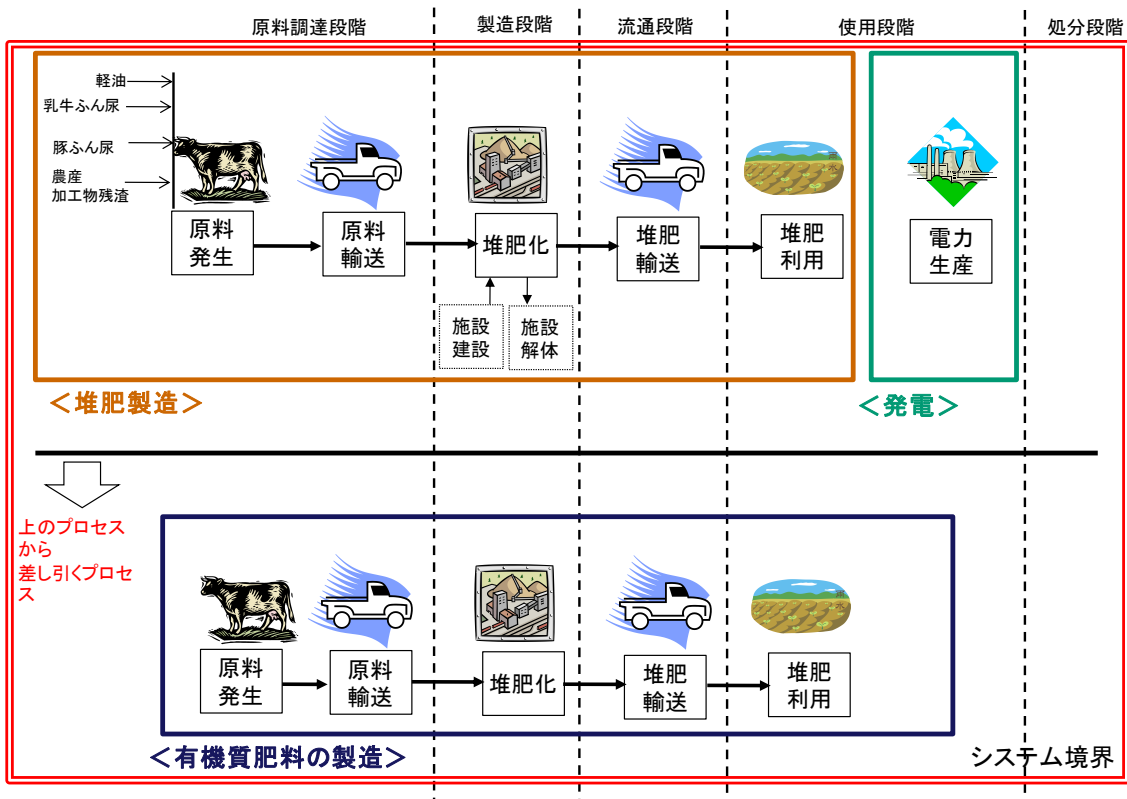 原料調達段階
製造段階
流通段階
使用段階
処分段階
軽油
乳牛ふん尿
豚ふん尿
農産
加工物残渣
原料
発生
原料
輸送
堆肥化
堆肥
輸送
堆肥
利用
電力
生産
施設
建設
施設
解体
＜堆肥製造＞
＜発電＞
上のプロセス
から
差し引くプロセ
ス
原料
発生
原料
輸送
堆肥化
堆肥
輸送
堆肥
利用
＜有機質肥料の製造＞
システム境界